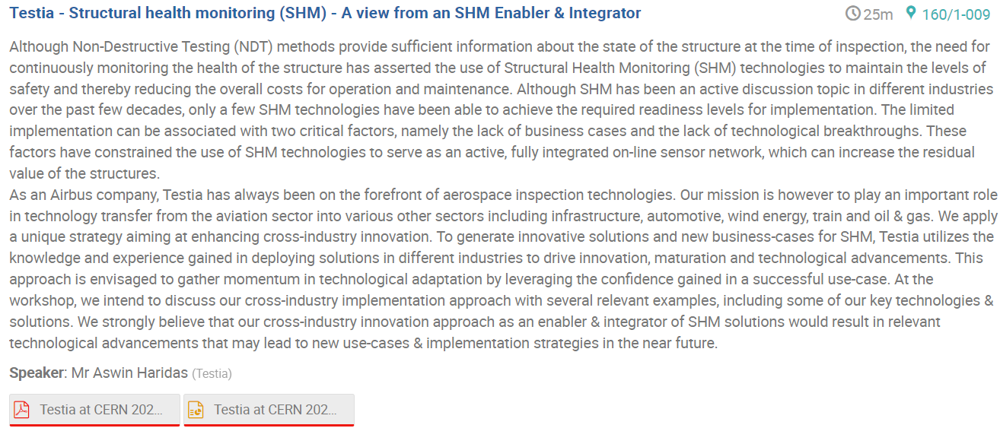 Testia - Structural health monitoring (SHM) - A view from an SHM Enabler & Integrator
25m 160/1-009
Although Non-Destructive Testing (NDT) methods provide sufficient information about the state of the structure at the time of inspection, the need for
continuously monitoring the health of the structure has asserted the use of Structural Health Monitoring (SHM) technologies to maintain the levels of
safety and thereby reducing the overall costs for operation and maintenance. Although SHM has been an active discussion topic in different industries
over the past few decades, only a few SHM technologies have been able to achieve the required readiness levels for implementation. The limited
implementation can be associated with two critical factors, namely the lack of business cases and the lack of technological breakthroughs. These
factors have constrained the use of SHM technologies to serve as an active, fully integrated on-line sensor network, which can increase the residual
value of the structures.
As an Airbus company, Testia has always been on the forefront of aerospace inspection technologies. Our mission is however to play an important role
in technology transfer from the aviation sector into various other sectors including infrastructure, automotive, wind energy, train and oil & gas. We apply
a unique strategy aiming at enhancing cross-industry innovation. To generate innovative solutions and new business-cases for SHM, Testia utilizes the
knowledge and experience gained in deploying solutions in different industries to drive innovation, maturation and technological advancements. This
approach is envisaged to gather momentum in technological adaptation by leveraging the confidence gained in a successful use-case. At the
workshop, we intend to discuss our cross-industry implementation approach with several relevant examples, including some of our key technologies &
solutions. We strongly believe that our cross-industry innovation approach as an enabler & integrator of SHM solutions would result in relevant
technological advancements that may lead to new use-cases & implementation strategies in the near future.
Speaker: Mr Aswin Haridas (Testia)
Testia at CERN 202... Testia at CERN 202...